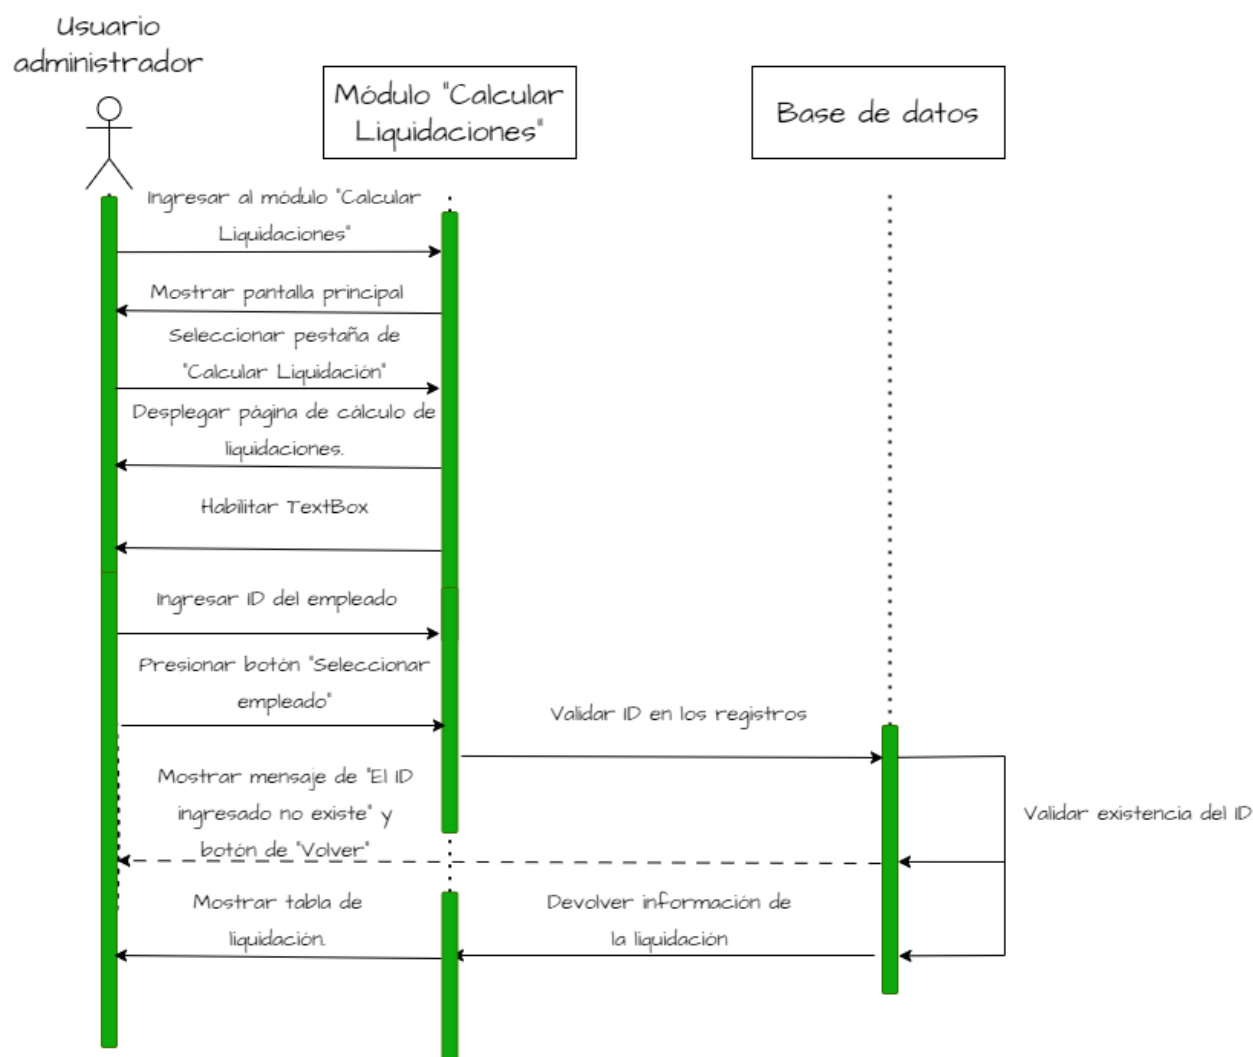 Usuario
administrador
Módulo "Calcular
Liquidaciones"
Base de datos
Ingresar al módulo "Calcular
Liquidaciones"
Mostrar pantalla principal
Seleccionar pestaña de
"Calcular Liquidación"
Desplegar página de cálculo de
liquidaciones.
Habilitar TextBox
Ingresar ID del empleado
Presionar botón "Seleccionar
empleado"
Validar ID en los registros
Mostrar mensaje de "El ID
ingresado no existe" y
botón de "Volver"
Validar existencia del ID
Mostrar tabla de
liquidación.
Devolver información de
la liquidación